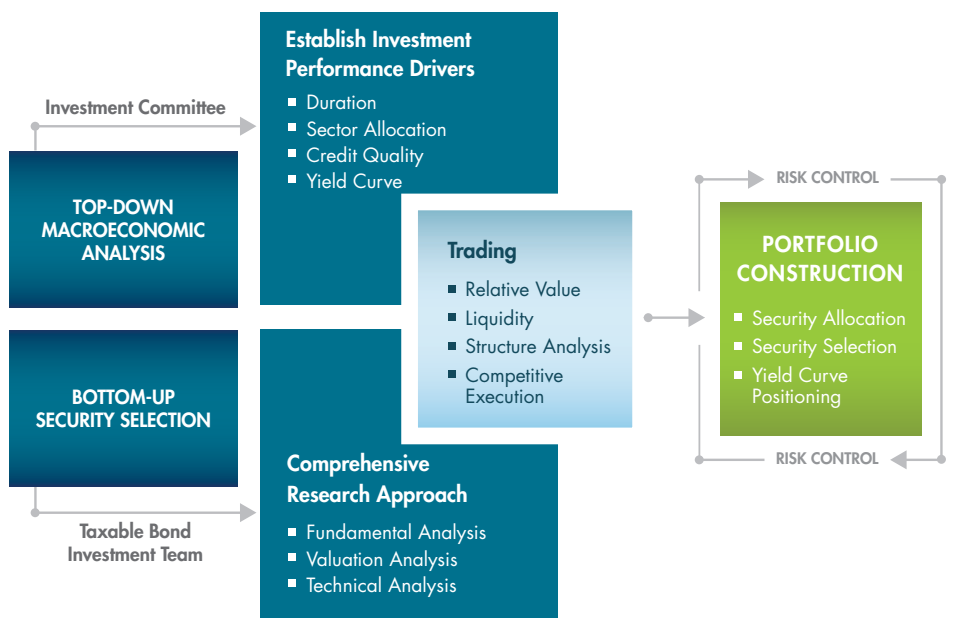 Investment Committee
TOP-DOWN
MACROECONOMIC
ANALYSIS
Establish Investment
Performance Drivers
Duration
Sector Allocation
Credit Quality
Yield Curve
BOTTOM-UP
SECURITY SELECTION
Taxable Bond
Investment Team
Comprehensive
Research Approach
Fundamental Analysis
Valuation Analysis
Technical Analysis
Trading
Relative Value
Liquidity
Structure Analysis
Competitive
Execution
RISK CONTROL
PORTFOLIO
CONSTRUCTION
Security Allocation
Security Selection
Yield Curve
Positioning
RISK CONTROL